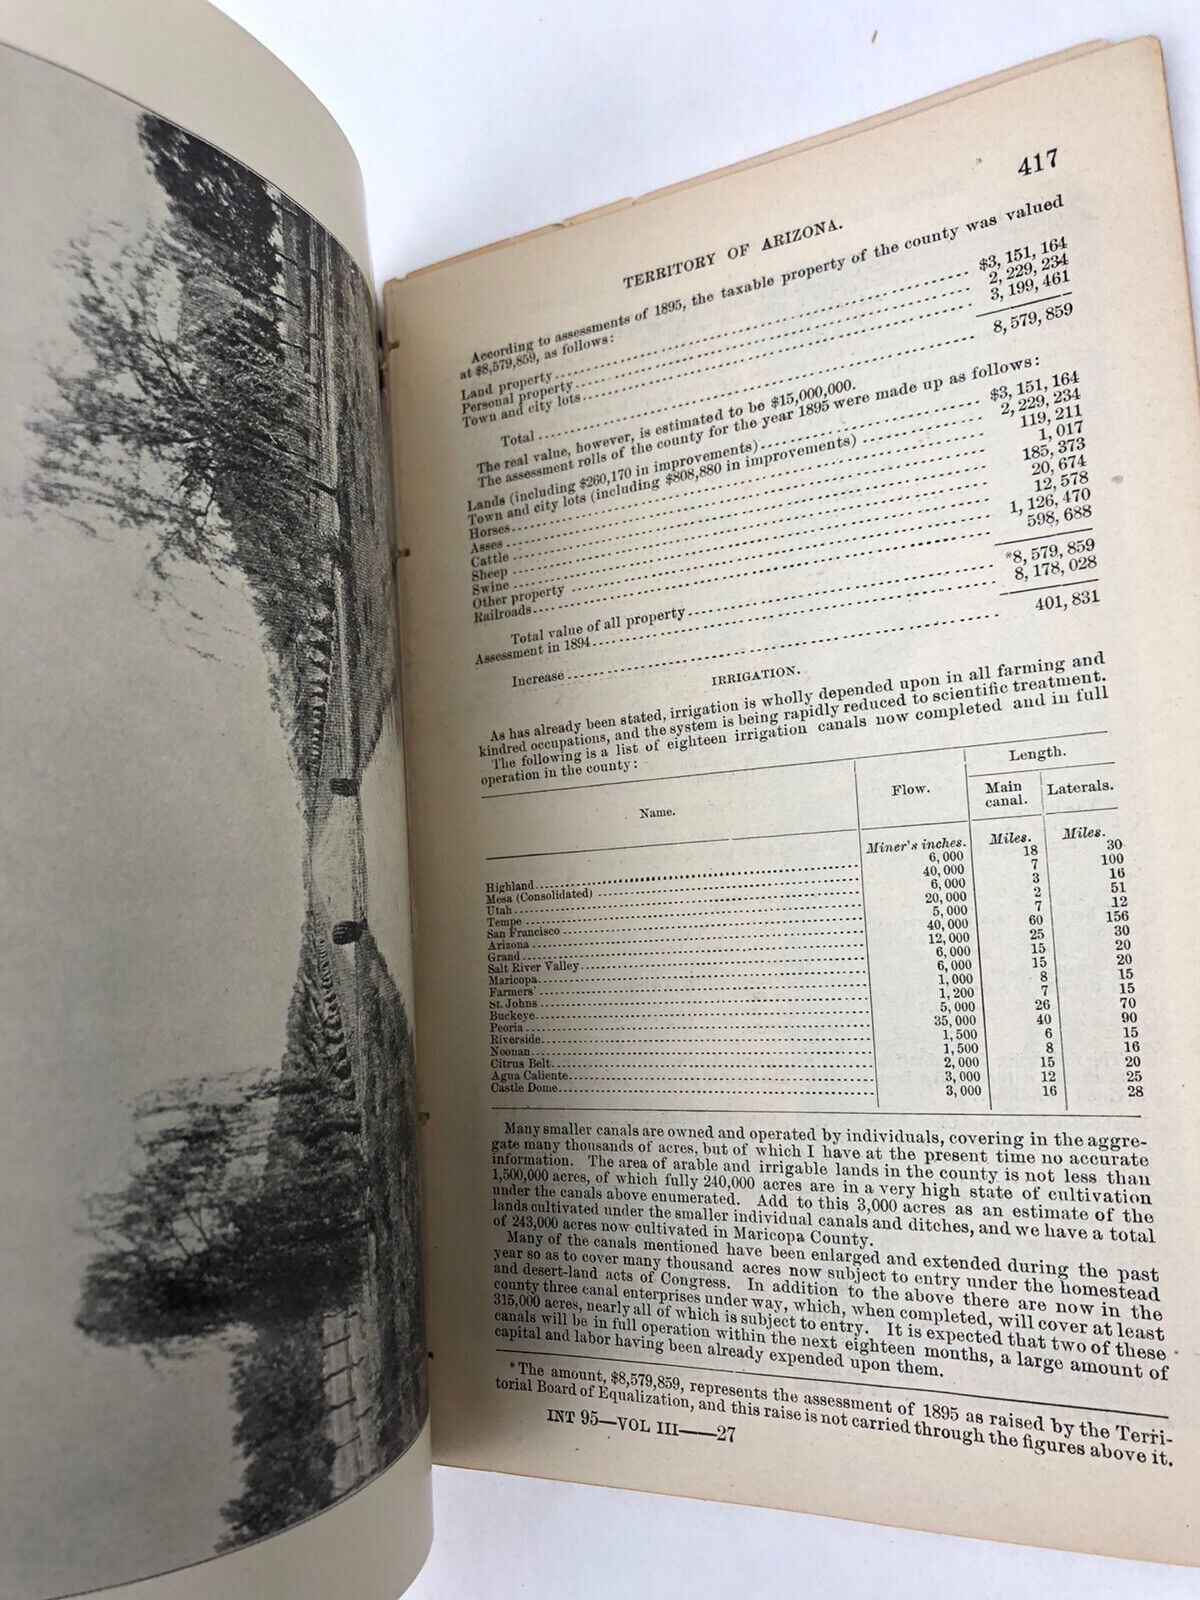 417
TERRITORY OF ARIZONA.
According to assessments of 1895, the taxable property of the county was valued
at $8,579,859, as follows:
Land property $3,151,164
Personal property 2,229,234
Town and city lots 3,199,461
Total 8,579,859
The real value, however, is estimated to be $15,000,000.
The assessment rolls of the county for the year 1895 were made up as follows:
Lands (including $260,170 in improvements) $3,151,164
Town and city lots (including $808,880 in improvements) 2,229,234
Horses 119,211
Asses 1,017
Cattle 185,373
Sheep 20,674
Swine 12,578
Other property 1,126,470
Railroads 598,688
Total value of all property *8,579,859
Assessment in 1894 8,178,028
Increase 401,831
IRRIGATION.
As has already been stated, irrigation is wholly depended upon in all farming and
kindred occupations, and the system is being rapidly reduced to scientific treatment.
The following is a list of eighteen irrigation canals now completed and in full
operation in the county:
Name. Flow. Length.
Main canal. Laterals.
Miner's inches. Miles. Miles.
Highland 6,000 18 30
Mesa (Consolidated) 40,000 7 100
Utah 6,000 3 16
Tempe 20,000 2 51
San Francisco 5,000 7 12
Arizona 40,000 60 156
Grand 12,000 25 30
Salt River Valley 6,000 15 20
Maricopa 6,000 15 20
Farmers' 1,000 8 15
St. Johns 1,200 7 15
Buckeye 5,000 26 70
Peoria 35,000 40 90
Riverside 1,500 6 15
Noonan 1,500 8 16
Citrus Belt 2,000 15 20
Agua Caliente 3,000 12 25
Castle Dome 3,000 16 28
Many smaller canals are owned and operated by individuals, covering in the aggre-
gate many thousands of acres, but of which I have at the present time no accurate
information. The area of arable and irrigable lands in the county is not less than
1,500,000 acres, of which fully 240,000 acres are in a very high state of cultivation
under the canals above enumerated. Add to this 3,000 acres as an estimate of the
lands cultivated under the smaller individual canals and ditches, and we have a total
of 243,000 acres now cultivated in Maricopa County.
Many of the canals mentioned have been enlarged and extended during the past
year so as to cover many thousand acres now subject to entry under the homestead
and desert-land acts of Congress. In addition to the above there are now in the
county three canal enterprises under way, which, when completed, will cover at least
315,000 acres, nearly all of which is subject to entry. It is expected that two of these
canals will be in full operation within the next eighteen months, a large amount of
capital and labor having been already expended upon them.
*The amount, $8,579,859, represents the assessment of 1895 as raised by the Terri-
torial Board of Equalization, and this raise is not carried through the figures above it.
INT 95—VOL III——27